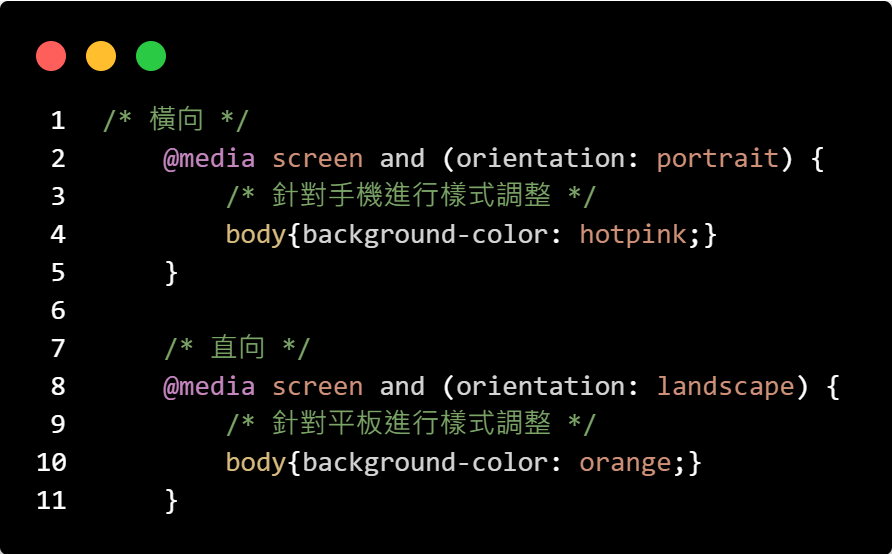 1 /* 橫向 */
2 @media screen and (orientation: portrait) {
3 /* 針對手機進行樣式調整 */
4 body{background-color: hotpink;}
5 }
6
7 /* 直向 */
8 @media screen and (orientation: landscape) {
9 /* 針對平板進行樣式調整 */
10 body{background-color: orange;}
11 }